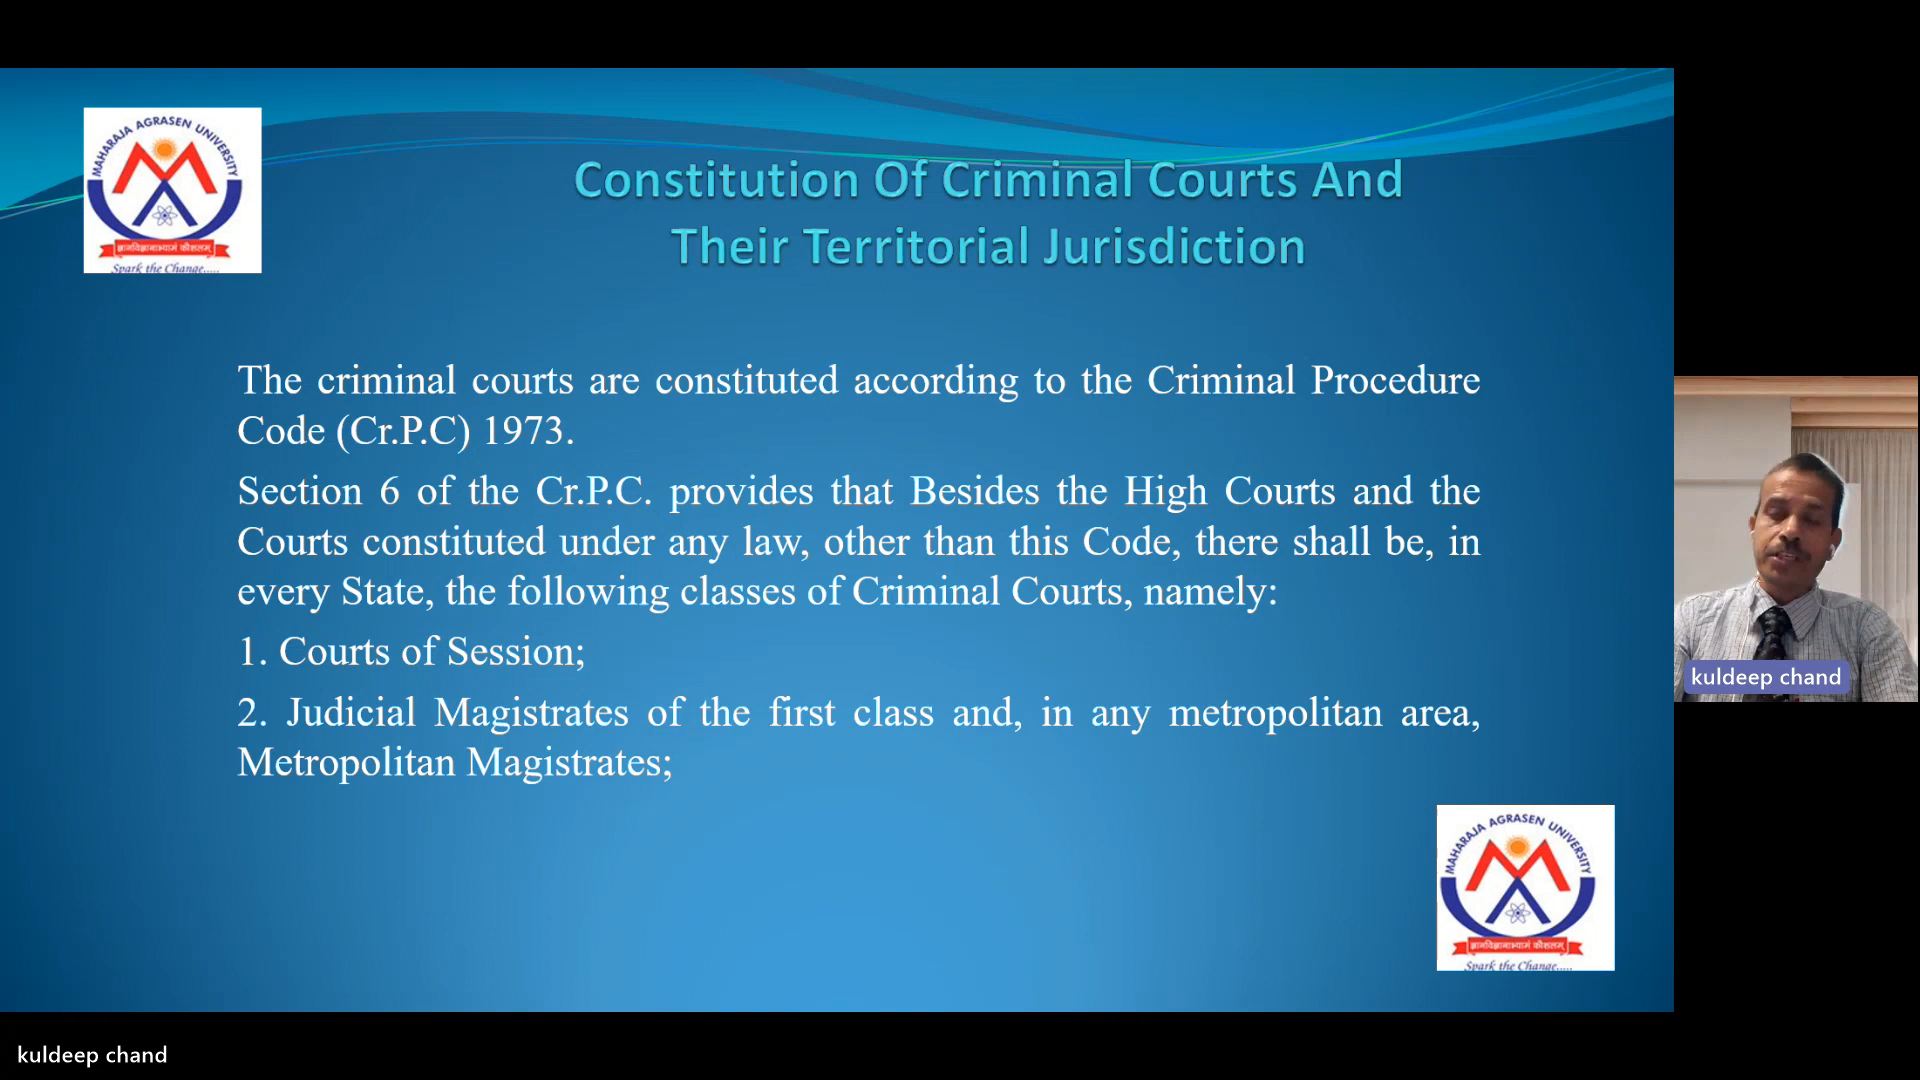 MAHARAJA AGRASEN UNIVERSITY
ज्ञानविज्ञानाभ्यामं कौशलम्
Spark the Change.....
Constitution Of Criminal Courts And
Their Territorial Jurisdiction
The criminal courts are constituted according to the Criminal Procedure
Code (Cr.P.C) 1973.
Section 6 of the Cr.P.C. provides that Besides the High Courts and the
Courts constituted under any law, other than this Code, there shall be, in
every State, the following classes of Criminal Courts, namely:
1. Courts of Session;
2. Judicial Magistrates of the first class and, in any metropolitan area,
Metropolitan Magistrates;
kuldeep chand
MAHARAJA AGRASEN UNIVERSITY
ज्ञानविज्ञानाभ्यामं कौशलम्
Spark the Change.....
kuldeep chand